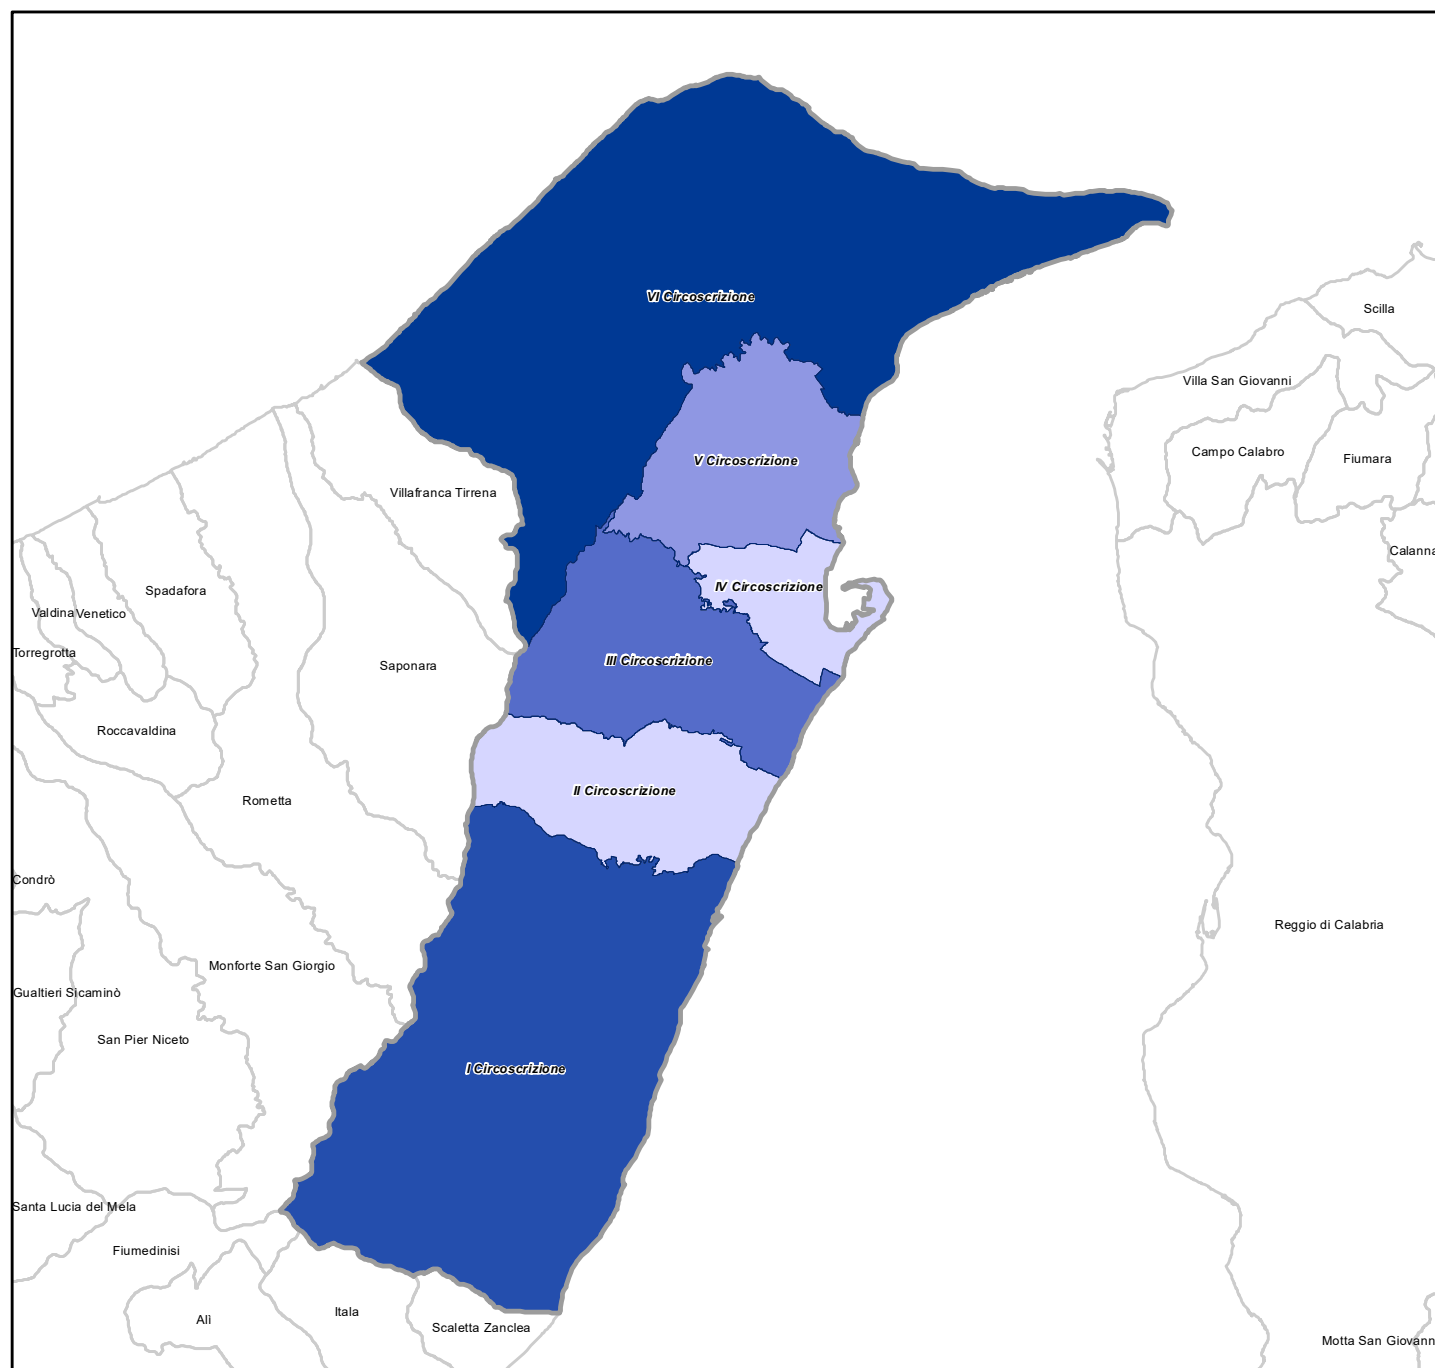 VI Circoscrizione
Scilla
Villa San Giovanni
Campo Calabro
Fiumara
V Circoscrizione
Villafranca Tirrena
Calanna
IV Circoscrizione
Spadafora
Valdina
Venetico
Torregrotta
III Circoscrizione
Saponara
Roccavaldina
II Circoscrizione
Rometta
Condrò
Reggio di Calabria
Monforte San Giorgio
Gualtieri Sicaminò
San Pier Niceto
I Circoscrizione
Santa Lucia del Mela
Fiumedinisi
Itala
Alì
Scaletta Zanclea
Motta San Giovann